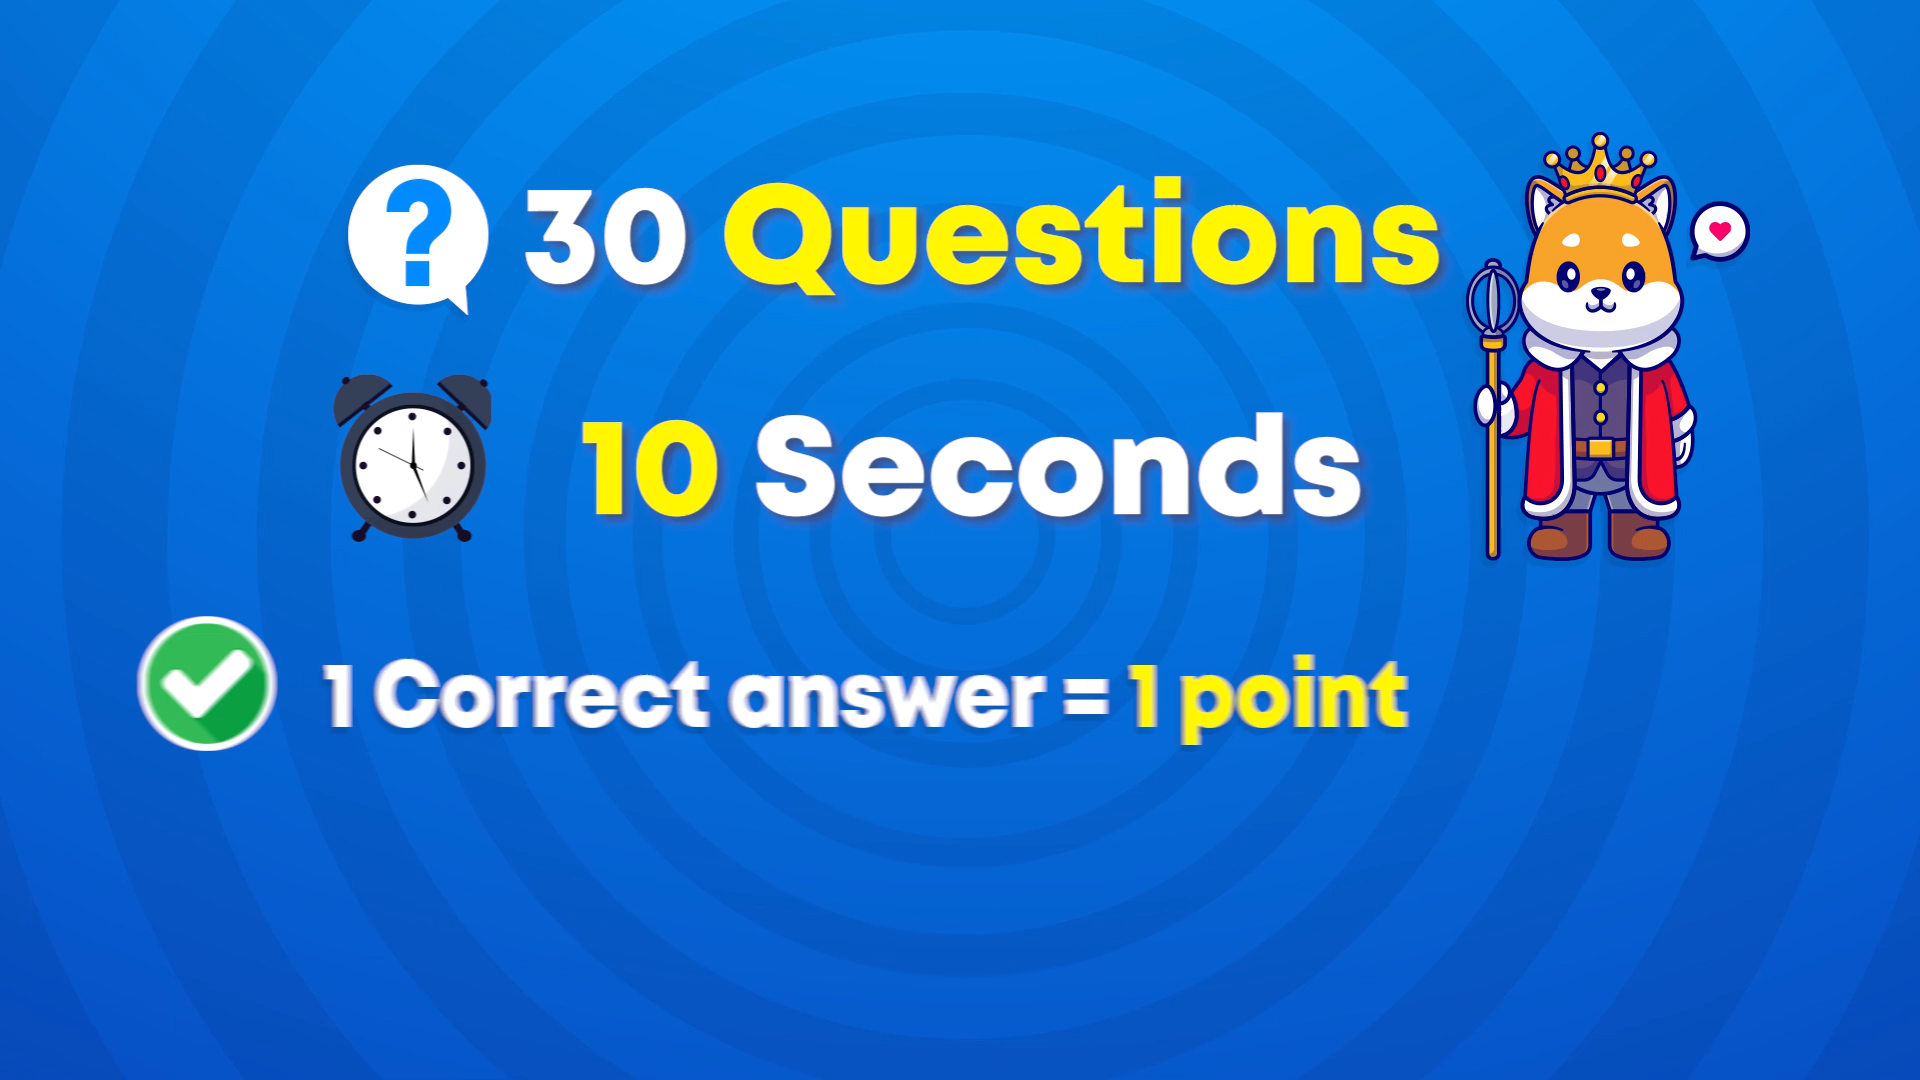 30 Questions
10 Seconds
1 Correct answer = 1 point